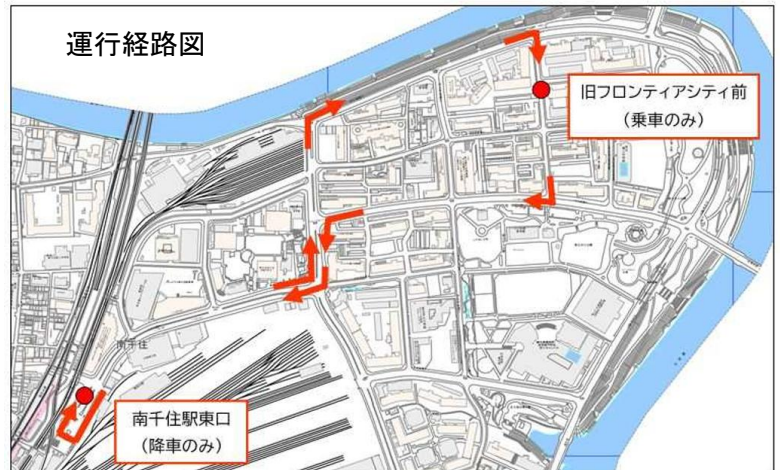 運行経路図
旧フロンティアシティ前
（乗車のみ）
南千住
南千住駅東口
（降車のみ）